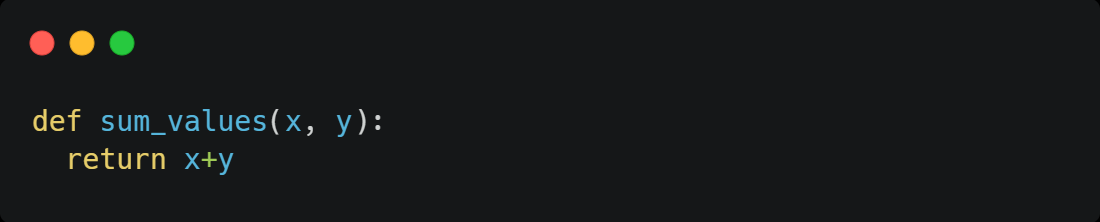 def sum_values(x, y):
  return x+y